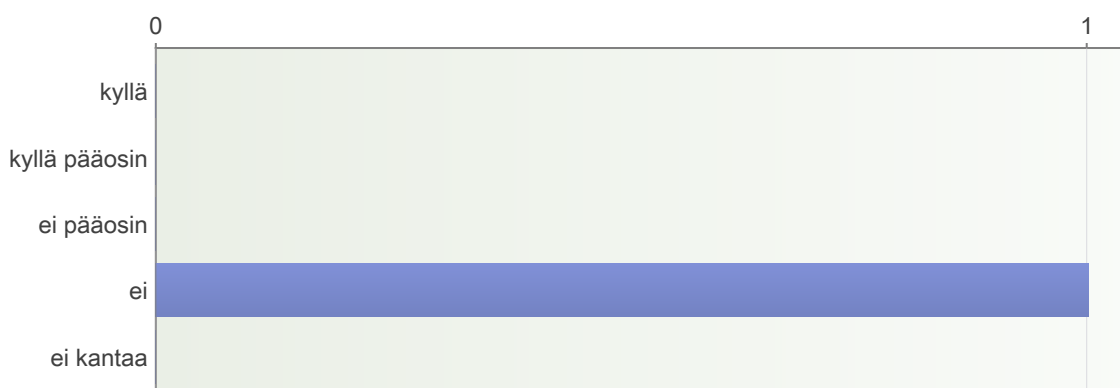 0 1
kyllä
kyllä pääosin
ei pääosin
ei
ei kantaa